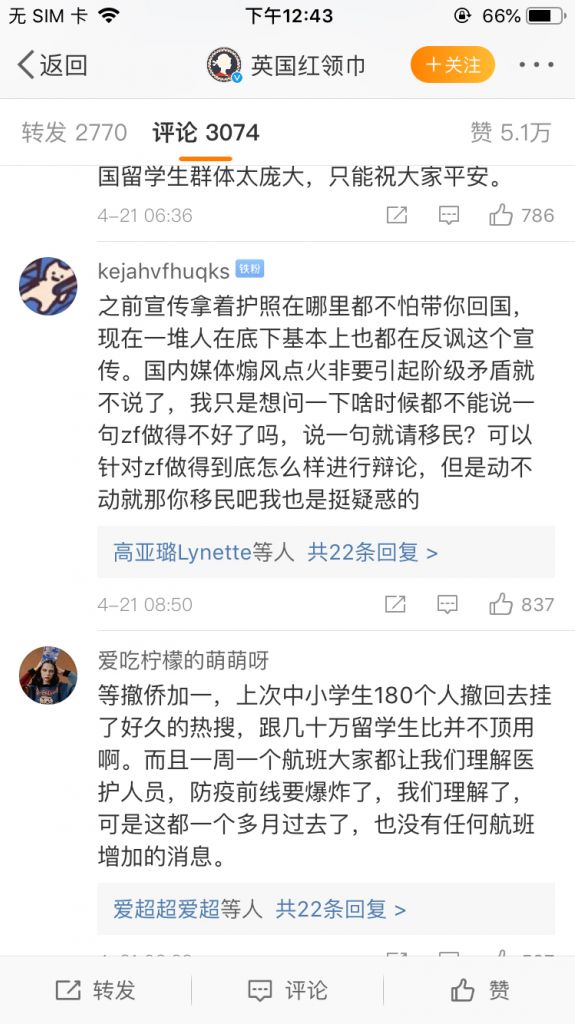 无 SIM 卡 下午12:43 66%
返回 英国红领巾 +关注
转发 2770 评论 3074 赞 5.1万
国留学生群体太庞大，只能祝大家平安。
4-21 06:36 786
kejahvfhuqks 铁粉
之前宣传拿着护照在哪里都不怕带你回国，
现在一堆人在底下基本上也都在反讽这个宣
传。国内媒体煽风点火非要引起阶级矛盾就
不说了，我只是想问一下啥时候都不能说一
句zf做得不好了吗，说一句就请移民？可以
针对zf做得到底怎么样进行辩论，但是动不
动就那你移民吧我也是挺疑惑的
高亚璐Lynette等人 共22条回复 >
4-21 08:50 837
爱吃柠檬的萌萌呀
等撤侨加一，上次中小学生180个人撤回去挂
了好久的热搜，跟几十万留学生比并不顶用
啊。而且一周一个航班大家都让我们理解医
护人员，防疫前线要爆炸了，我们理解了，
可是这都一个多月过去了，也没有任何航班
增加的消息。
爱超超爱超等人 共22条回复 >
转发 评论 赞